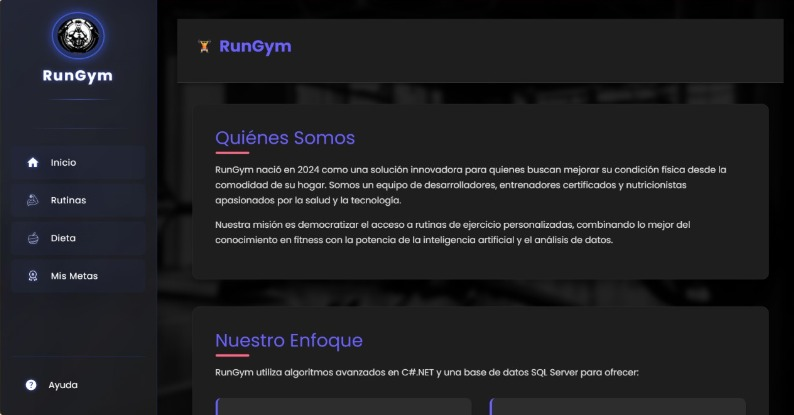 RunGym
Inicio
Rutinas
Dieta
Mis Metas
Ayuda
RunGym
Quiénes Somos
RunGym nació en 2024 como una solución innovadora para quienes buscan mejorar su condición física desde la
comodidad de su hogar. Somos un equipo de desarrolladores, entrenadores certificados y nutricionistas
apasionados por la salud y la tecnología.
Nuestra misión es democratizar el acceso a rutinas de ejercicio personalizadas, combinando lo mejor del
conocimiento en fitness con la potencia de la inteligencia artificial y el análisis de datos.
Nuestro Enfoque
RunGym utiliza algoritmos avanzados en C#.NET y una base de datos SQL Server para ofrecer: